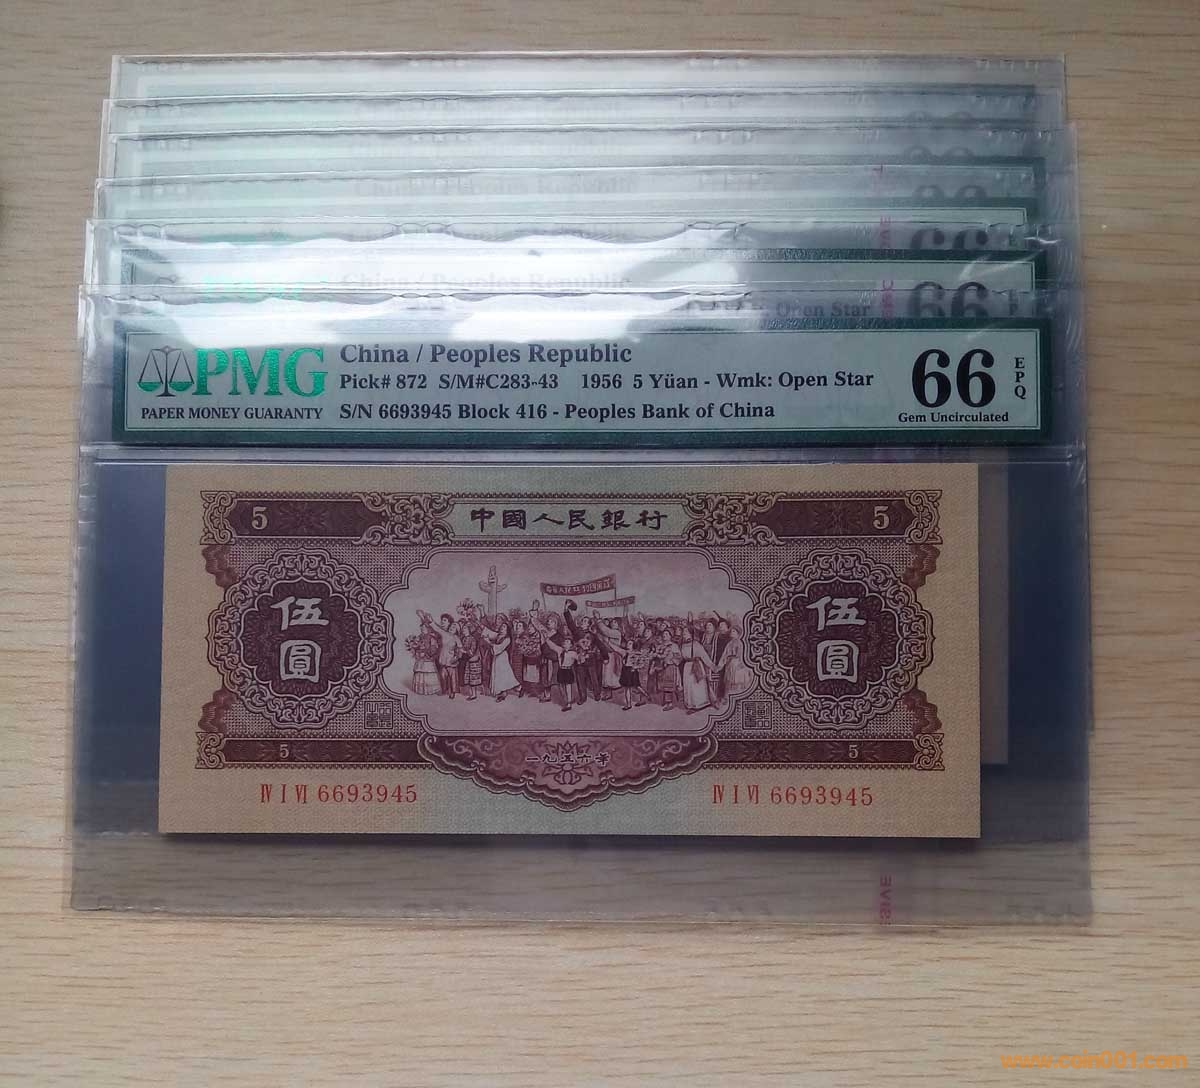 China / Peoples Republic
66
Open Star
66
PMG
PAPER MONEY GUARANTY
China / Peoples Republic
Pick# 872 S/M#C283-43 1956 5 Yüan - Wmk: Open Star
S/N 6693945 Block 416 - Peoples Bank of China
66
EPQ
Gem Uncirculated
5
中國人民銀行
5
伍圓
伍圓
5
一九五六年
5
Ⅳ Ⅰ Ⅵ 6693945
Ⅳ Ⅰ Ⅵ 6693945
www.coin001.com